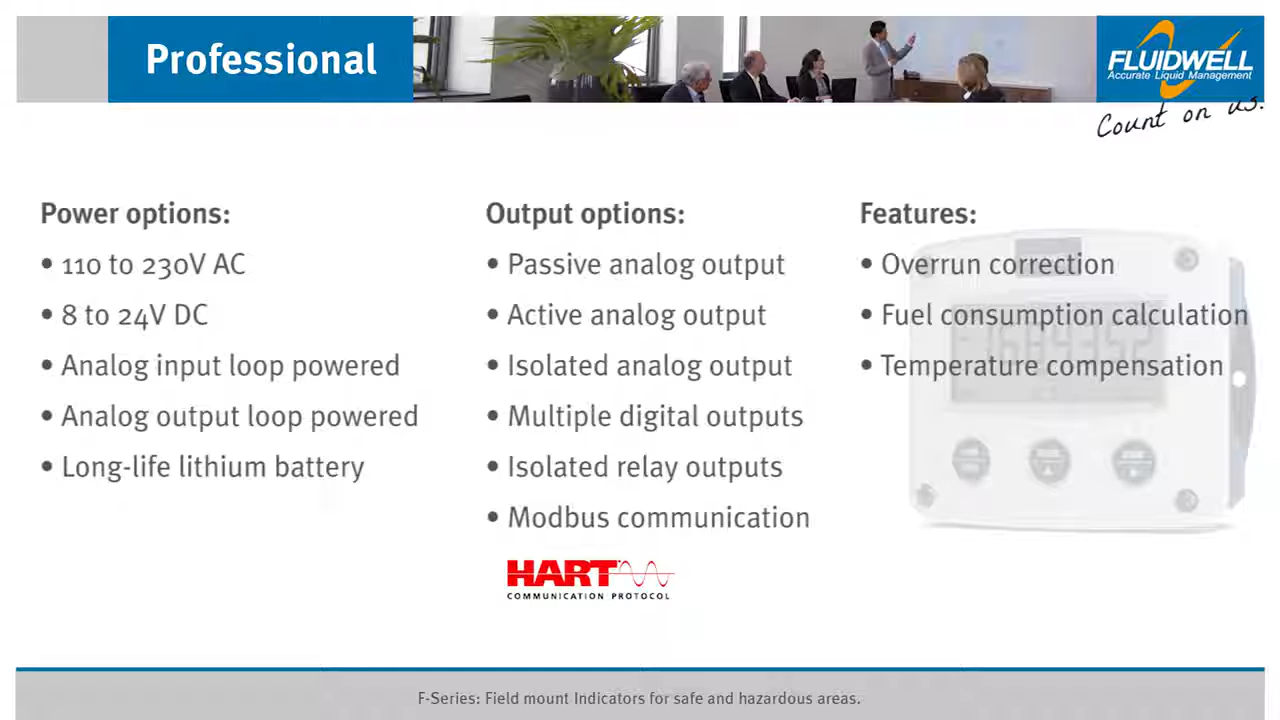 Professional
FLUIDWELL
Accurate Liquid Management
Count on us.
Power options:
• 110 to 230V AC
• 8 to 24V DC
• Analog input loop powered
• Analog output loop powered
• Long-life lithium battery
Output options:
• Passive analog output
• Active analog output
• Isolated analog output
• Multiple digital outputs
• Isolated relay outputs
• Modbus communication
HART
COMMUNICATION PROTOCOL
Features:
• Overrun correction
• Fuel consumption calculation
• Temperature compensation
F-Series: Field mount Indicators for safe and hazardous areas.